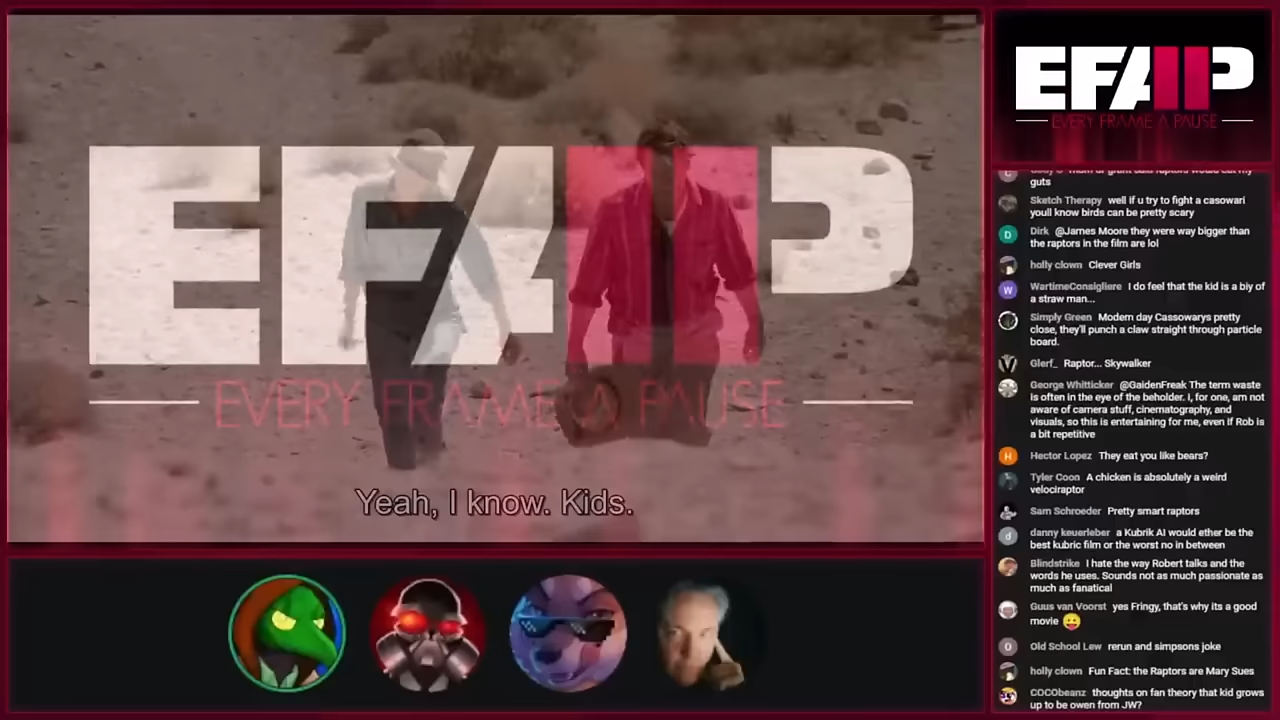 EFAP
EVERY FRAME A PAUSE
Yeah, I know. Kids.
EFAP
EVERY FRAME A PAUSE
guts
Sketch Therapy well if u try to fight a casowari
youll know birds can be pretty scary
D
Dirk @James Moore they were way bigger than
the raptors in the film are lol
holly clown Clever Girls
W
WartimeConsigliere I do feel that the kid is a biy of
a straw man...
Simply Green Modern day Cassowarys pretty
close, they'll punch a claw straight through particle
board.
Glerf_ Raptor... Skywalker
George Whitticker @GaidenFreak The term waste
is often in the eye of the beholder. I, for one, am not
aware of camera stuff, cinematography, and
visuals, so this is entertaining for me, even if Rob is
a bit repetitive
H
Hector Lopez They eat you like bears?
Tyler Coon A chicken is absolutely a weird
velociraptor
Sam Schroeder Pretty smart raptors
d
danny keuerleber a Kubrik AI would ether be the
best kubric film or the worst no in between
Blindstrike I hate the way Robert talks and the
words he uses. Sounds not as much passionate as
much as fanatical
Guus van Voorst yes Fringy, that's why its a good
movie 😛
O
Old School Lew rerun and simpsons joke
holly clown Fun Fact: the Raptors are Mary Sues
COCObeanz thoughts on fan theory that kid grows
up to be owen from JW?